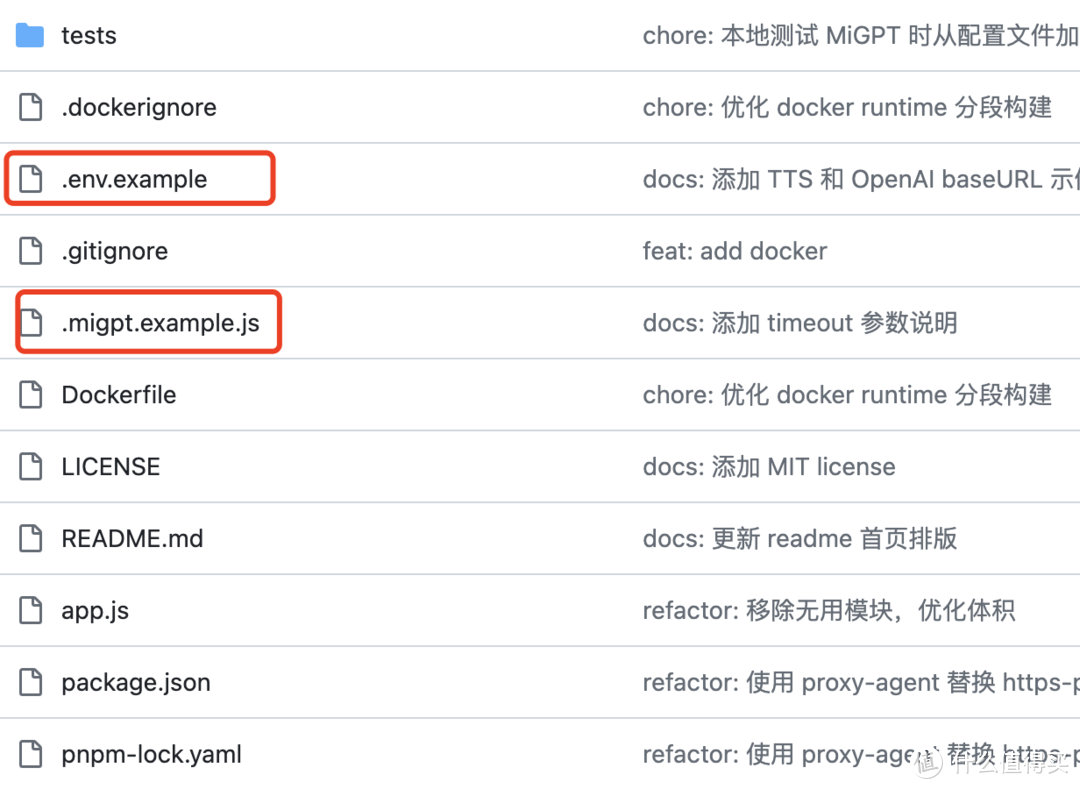 tests
chore: 本地测试 MiGPT 时从配置文件加
.dockerignore
chore: 优化 docker runtime 分段构建
.env.example
docs: 添加 TTS 和 OpenAI baseURL 示
.gitignore
feat: add docker
.migpt.example.js
docs: 添加 timeout 参数说明
Dockerfile
chore: 优化 docker runtime 分段构建
LICENSE
docs: 添加 MIT license
README.md
docs: 更新 readme 首页排版
app.js
refactor: 移除无用模块，优化体积
package.json
refactor: 使用 proxy-agent 替换 https-p
pnpm-lock.yaml
refactor: 使用 proxy-agent 替换 https-p
值 什么值得买